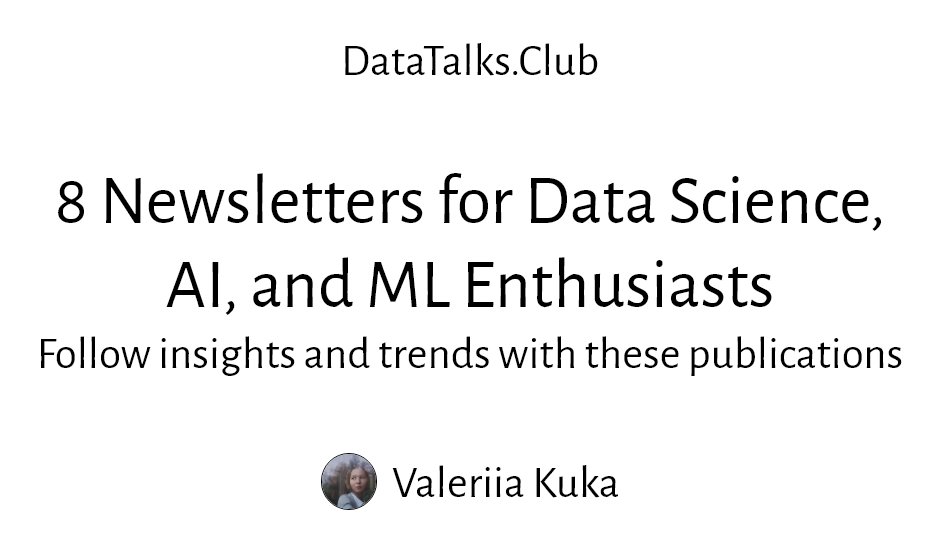 DataTalks.Club
8 Newsletters for Data Science,
AI, and ML Enthusiasts
Follow insights and trends with these publications
Valeriia Kuka